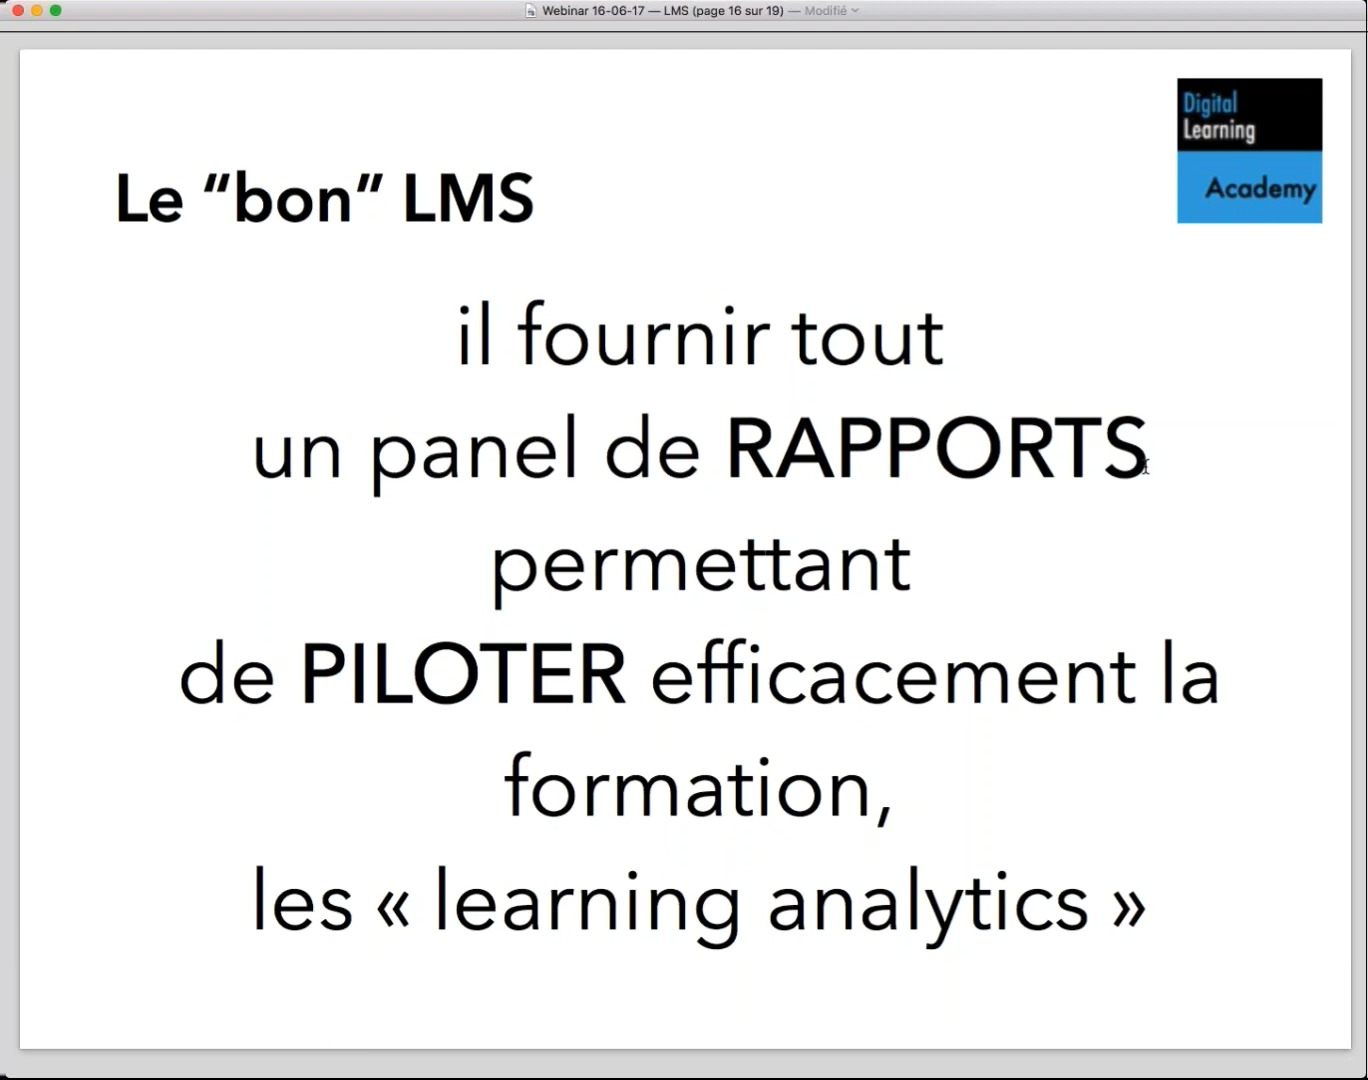 Webinar 16-06-17 — LMS (page 16 sur 19) — Modifié
Digital
Learning
Academy
Le “bon” LMS
il fournir tout
un panel de RAPPORTS
permettant
de PILOTER efficacement la
formation,
les « learning analytics »